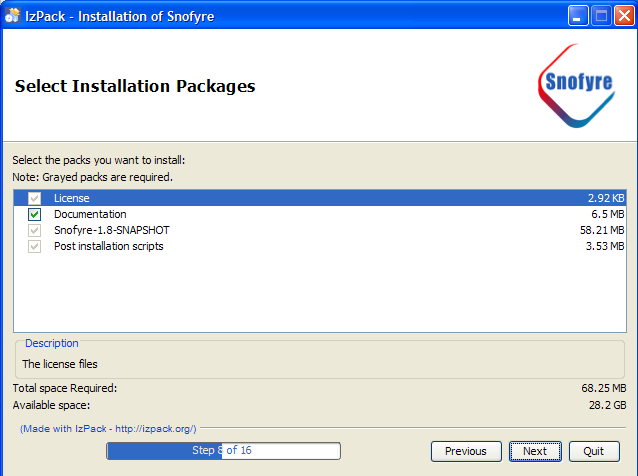 IzPack - Installation of Snofyre
Select Installation Packages
Snofyre
Select the packs you want to install:
Note: Grayed packs are required.
License 2.92 KB
Documentation 6.5 MB
Snofyre-1.8-SNAPSHOT 58.21 MB
Post installation scripts 3.53 MB
Description
The license files
Total space Required: 68.25 MB
Available space: 28.2 GB
(Made with IzPack - http://izpack.org/)
Step 8 of 16 Previous Next Quit